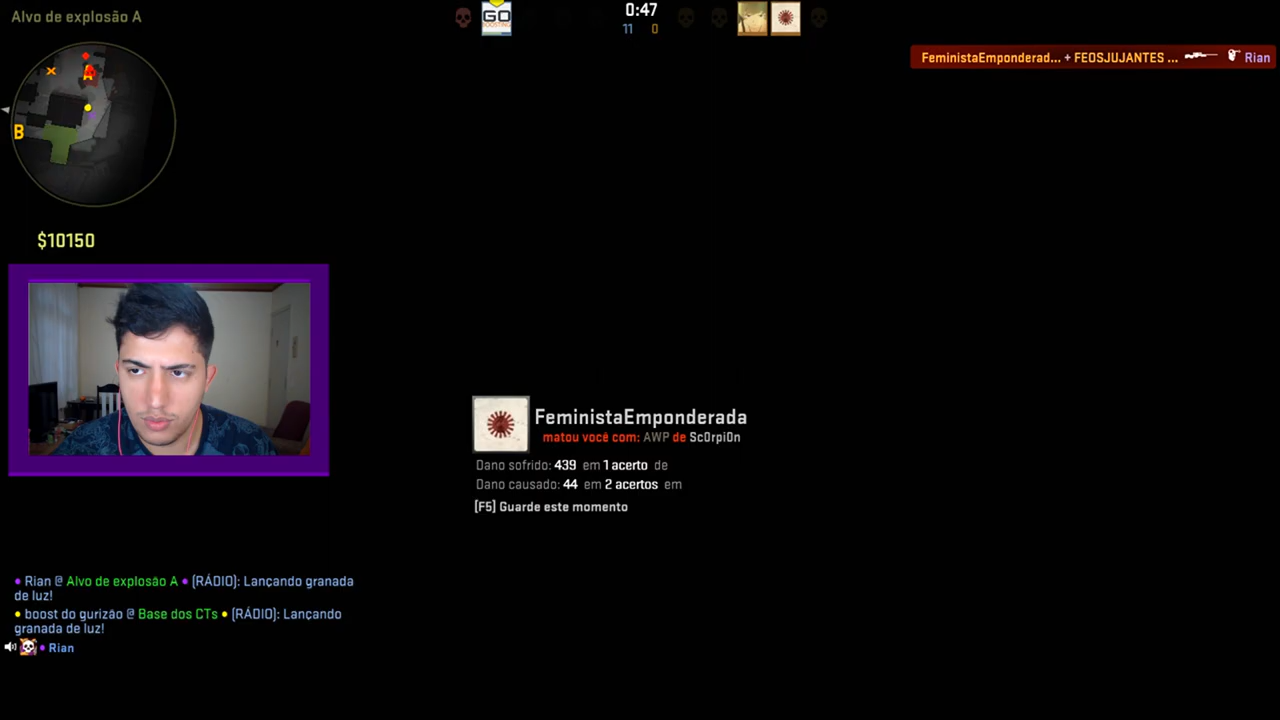 Alvo de explosão A
GO
BOOSTING
0:47
11 0
FeministaEmponderad... + FEOSJUJANTES ... Rian
A
B
$10150
FeministaEmponderada
matou você com: AWP de Sc0rpi0n
Dano sofrido: 439 em 1 acerto de
Dano causado: 44 em 2 acertos em
[F5] Guarde este momento
• Rian @ Alvo de explosão A • (RÁDIO): Lançando granada
de luz!
• boost do gurizão @ Base dos CTs • (RÁDIO): Lançando
granada de luz!
• Rian